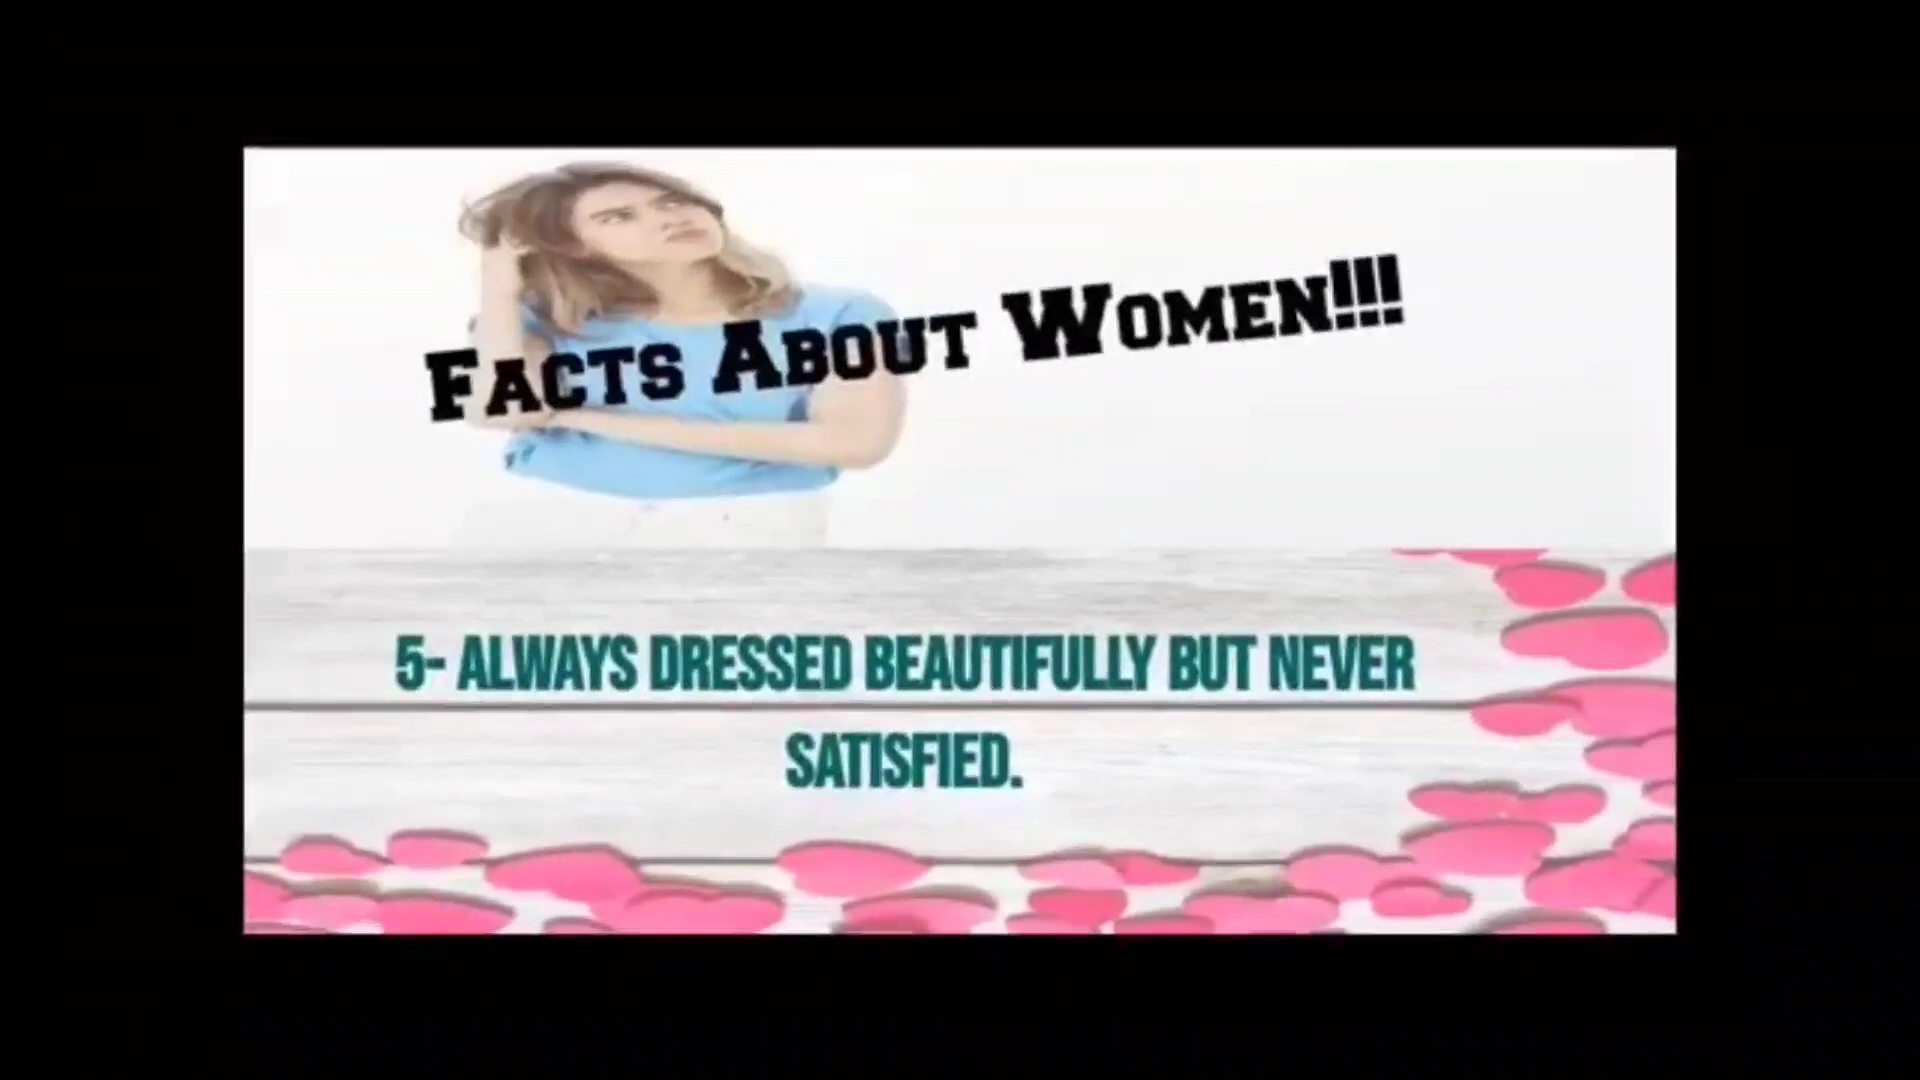 FACTS ABOUT WOMEN!!!
5- ALWAYS DRESSED BEAUTIFULLY BUT NEVER
SATISFIED.